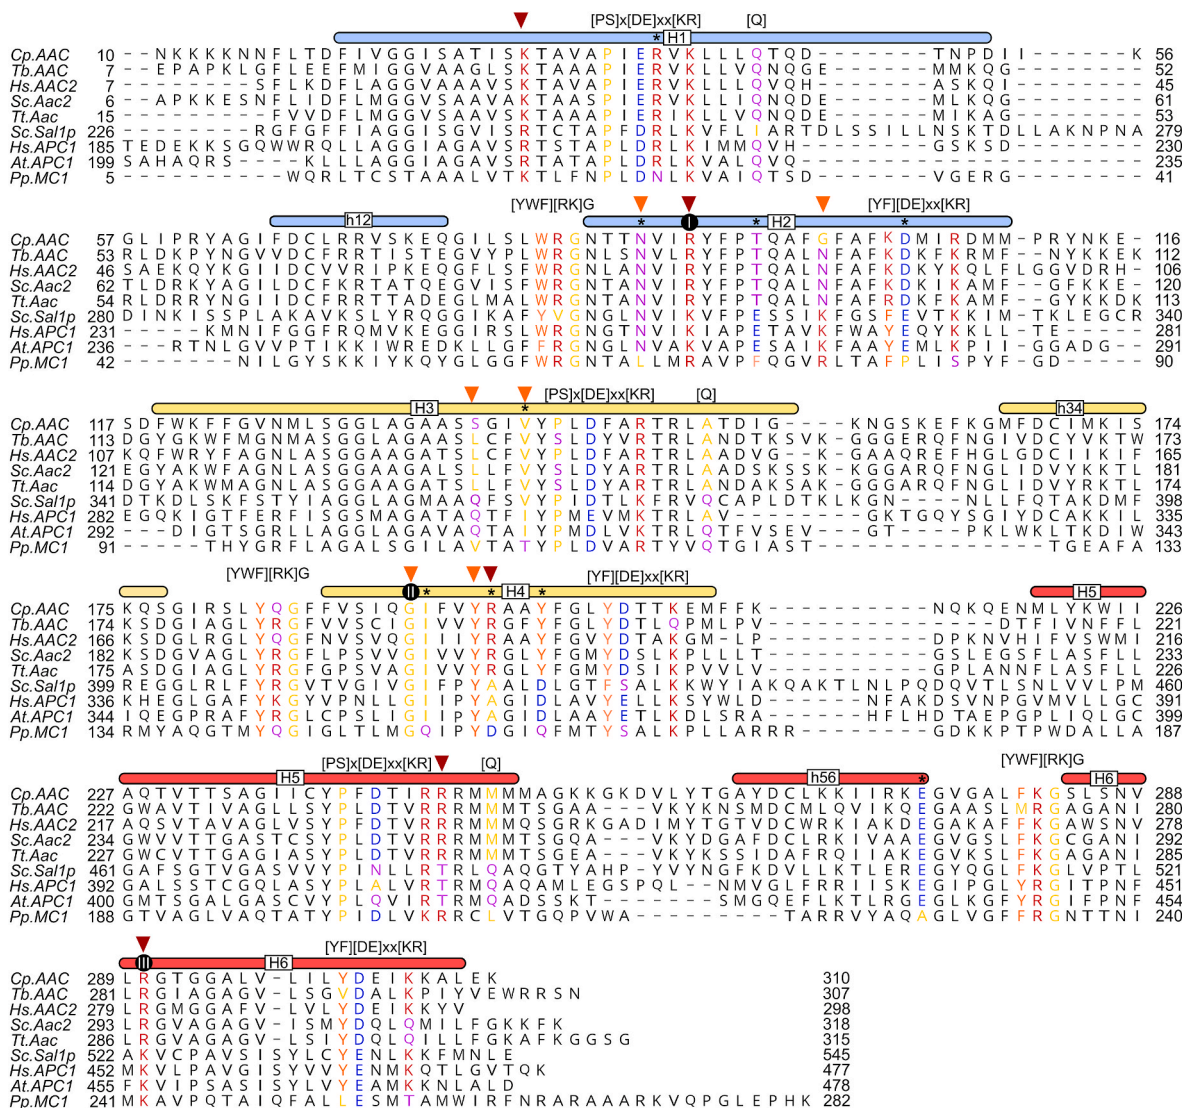 [PS]x[DE]xx[KR] [Q]
* H1
Cp.AAC 10 --NKKKKNNFLTDFIVGGISATISKTAVAPIERVKLLLQTQD-------TNPDII-------K 56
Tb.AAC 7 --EPAPKLGFLEEFMIGGVAAGLSKTAAAPIERVKLLVQNQGE------MMKQG-------- 52
Hs.AAC2 7 --------SFLKDFLAGGVAAAVSKTAVAPIERVKLLLQVQH-------ASKQI-------- 45
Sc.Aac2 6 --APKKESNFLIDFLMGGVSAAVAKTAASPIERVKLLIQNQDE------MLKQG-------- 61
Tt.Aac 15 --------FVVDFLMGGVSAAVSKTAAAPIERVKLLVQNQDE------MIKAG-------- 53
Sc.Sal1p 226 --------RGFGFFIAGGISGVISRTCTAPFDRLKVFLIARTDLSSILLNSKTDLLAKNPNA 279
Hs.APC1 185 TEDEKKSGQWWRQLLAGGIAGAVSRTSTAPLDRLKIMMQVH-------GSKSD-------- 230
At.APC1 199 SAHAQRS---KLLLAGGIAGAVSRTATAPLDRLKVALQVQ--------------------- 235
Pp.MC1 5 ----------WQRLTCSTAAALVTKTLFNPLDNLKVAIQTSD-------VGERG-------- 41
h12 [YWF][RK]G * I * H2 [YF][DE]xx[KR] *
Cp.AAC 57 GLIPRYAGIFDCLRRVSKEQGILSLWRGNTTNVIRYFPTQAFGFAFKDMIRDMM-PRYNKE- 116
Tb.AAC 53 RLDKPYNGVVDCFRRTISTEGVYPLWRGNLSNVLRYFPTQALNFAFKDKFKRMF--NYKKEK 112
Hs.AAC2 46 SAEKQYKGIIDCVVRIPKEQGFLSFWRGNLANVIRYFPTQALNFAFKDKYKQLFLGGVDRH- 106
Sc.Aac2 62 TLDRKYAGILDCFKRTATQEGVISFWRGNTANVIRYFPTQALNFAFKDKIKAMF--GFKKEE 120
Tt.Aac 54 RLDRRYNGIIDCFRRTTADEGLMALWRGNTANVIRYFPTQALNFAFRDKFKAMF--GYKKDK 113
Sc.Sal1p 280 DINKISSPLAKAVKSLYRQGGIKAFYVGNGLNVIKVFPESSIKFGSFEVTKKIM-TKLEGCR 340
Hs.APC1 231 -----KMNIFGGFRQMVKEGGIRSLWRGNGTNVIKIAPETAVKFWAYEQYKKLL--TE---- 281
At.APC1 236 ---RTNLGVVPTIKKIWREDKLLGFFRGNGLNVAKVAPESAIKFAAYEMLKPII--GGADG-- 291
Pp.MC1 42 -------NILGYSKKIYKQYGLGGFWRGNTALLMRAVPFQGVRLTAFPLISPYF--GD---- 90
H3 * [PS]x[DE]xx[KR] [Q] h34
Cp.AAC 117 SDFWKFFGVNMLSGGLAGAASSGIVYPLDFARTRLATDIG-----KNGSKEFKGMFDCIMKIS 174
Tb.AAC 113 DGYGKWFMGNMASGGLAGAASLCFVYSLDYARTRLANDTKSVK-GGGERQFNGIVDCYVKTW 173
Hs.AAC2 107 KQFWRYFAGNLASGGAAGATSLCFVYPLDFARTRLAADVG---KGAAQREFHGLGDCIIKIF 165
Sc.Aac2 121 EGYAKWFAGNLASGGAAGALSLLFVYSLDYARTRLAADSKSSK-KGGARQFNGLIDVYKKTL 181
Tt.Aac 114 DGYAKWMAGNLASGGAAGATSLLFVYSLDYARTRLANDAKSAK-GGGARQFNGLIDVYRKTL 174
Sc.Sal1p 341 DTKDLSKFSTYIAGGLAGMAAQFSVYPIDTLKFRVQCAPLDTKLKGN----NLLFQTAKDMF 398
Hs.APC1 282 EGQKIGTFERFISGSMAGATAQTFIYPMEVMKTRLAV--------GKTGQYSGIYDCAKKIL 335
At.APC1 292 --DIGTSGRLLAGGLAGAVAQTAIYPMDLVKTRLQTFVSEV----GT----PKLWKLTKDIW 343
Pp.MC1 91 -----THYGRFLAGALSGILAVTATYPLDVARTYVQTGIAST---------------TGEAFA 133
[YWF][RK]G II * * H4 * [YF][DE]xx[KR] H5
Cp.AAC 175 KQSGIRSLYQGFFVSIQGIFVYRAAYFGLYDTTKEMFFK----------NQKQENMLYKWII 226
Tb.AAC 174 KSDGIAGLYRGFVVSCIGIVVYRGFYFGLYDTLQPMLL--------------DTFIVNFFL 221
Hs.AAC2 166 KSDGLRGLYQGFNVSVQGIIIYRAAYFGVYDTAKGM-LP----------DPKNVHIFVSWMI 216
Sc.Aac2 182 KSDGVAGLYRGFLPSVVGIVVYRGLYFGMYDSLKPLLLT----------GSLEGSFLASFLL 233
Tt.Aac 175 ASDGIAGLYRGFGPSVAGIVVYRGLYFGMYDSIKPVVLV----------GPLANNFLASFLL 226
Sc.Sal1p 399 REGGLRLFYRGVTVGIVGIFPYAALDLGTFSALKKWYIAKQAKTLNLPQDQVTLSNLVVLPM 460
Hs.APC1 336 KHEGLGAFYKGYVPNLLGIIPYAGIDLAVYELLKSYWLD-------NFAKDSVNPGVMVLLGC 391
At.APC1 344 IQEGPRAFYRGLCPSLIGIIPYAGIDLAAYETLKDLSRA-------HFLHDTAEPGPLIQLGC 399
Pp.MC1 134 RMYAQGTMYQGIGLTLMGQIPYDGIQFMTYSALKPLLARRR--------GDKKPTPWDALLA 187
H5 [PS]x[DE]xx[KR] [Q] h56 * [YWF][RK]G H6
Cp.AAC 227 AQTVTTSAGILCYPFDTIRRRMMMMAGKKGKDVLYTGAYDCLKKIIRKEGVGALFKGSLSNV 288
Tb.AAC 222 GWAVTIVAGLLSYPLDTVRRRMMMTSGAA---VKYKNSMDCMLQVIKQEGAASLMRGAGANI 280
Hs.AAC2 217 AQSVTAVAGLVSYPFDTVRRRMMMQSGRKGADIMYTGTVDCWRKIAKDEGAKAFFKGAWSNV 278
Sc.Aac2 234 GWVVTTGASTCSYPLDTVRRRMMMTSGQA---VKYDGAFDCLRKIVAAEGVGSLFKGCGANI 292
Tt.Aac 227 GWCVTTGAGIASYPLDTVRRRMMMTSGEA---VKYKSSIDAFRQIIAKEGVKSLFKGAGANI 285
Sc.Sal1p 461 GAFSGTVGASVVYPINLLRTRLQAQGTYAHP-YVYNGFKDVLLKTLEREGYQGLFKGLVPTL 521
Hs.APC1 392 GALSSTCGQLASYPLALVRTRMQAQAMLEGSPQL---NMVGLFRRIISKEGIPGLYRGITPNF 451
At.APC1 400 GMTSGALGASCVYPLQVIRTRMQADSSKT-------SMGQEFLKTLRGEGLKGFYRGIFPNF 454
Pp.MC1 188 GTVAGLVAQTATYPIDLVKRRCLVTGQPVWA---------TARRVYAQAGLVGFFRGNTTNI 240
III H6 [YF][DE]xx[KR]
Cp.AAC 289 LRGTGGALV-LILYDEIKKALEK 310
Tb.AAC 281 LRGIAGAGV-LSGVDALKPIYVEWRRSN 307
Hs.AAC2 279 LRGMGGAFV-LVLYDEIKKYV 298
Sc.Aac2 293 LRGVAGAGV-ISMYDQLQMILFGKKFK 318
Tt.Aac 286 LRGVAGAGV-LSIYDQLQLILFGKAFKGGSG 315
Sc.Sal1p 522 AKVCPAVSISYLCYENLKKFMNLE 545
Hs.APC1 452 MKVLPAVGISYVVYENMKQTLGVTQK 477
At.APC1 455 FKVIPSASISYLVYEAMKKNLALD 478
Pp.MC1 241 MKAVPQTAIQFALLESMTAMWIRFNRARAAARKVQPGLEPHK 282